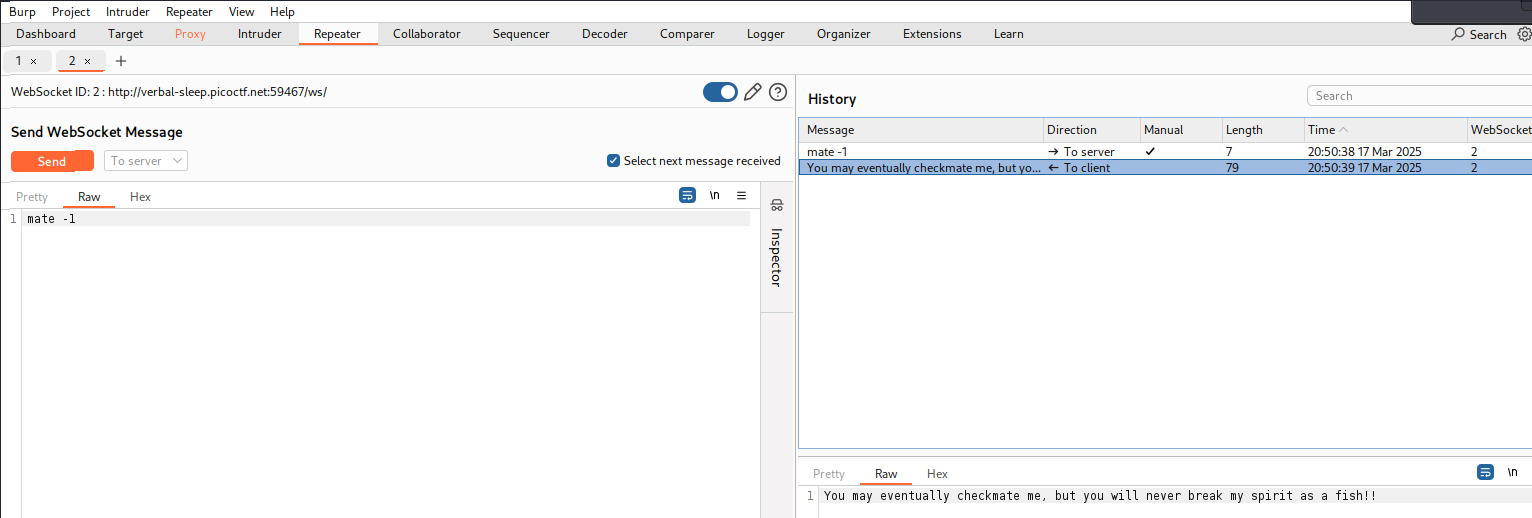 Burp Project Intruder Repeater View Help
Dashboard Target Proxy Intruder Repeater Collaborator Sequencer Decoder Comparer Logger Organizer Extensions Learn Search
1 × 2 × +
WebSocket ID: 2 : http://verbal-sleep.picoctf.net:59467/ws/
History
Search
Send WebSocket Message
Message Direction Manual Length Time WebSocket
Send To server Select next message received
mate -1 → To server ✓ 7 20:50:38 17 Mar 2025 2
You may eventually checkmate me, but yo... ← To client 79 20:50:39 17 Mar 2025 2
Pretty Raw Hex \n
1 mate -1
Inspector
Pretty Raw Hex \n
1 You may eventually checkmate me, but you will never break my spirit as a fish!!